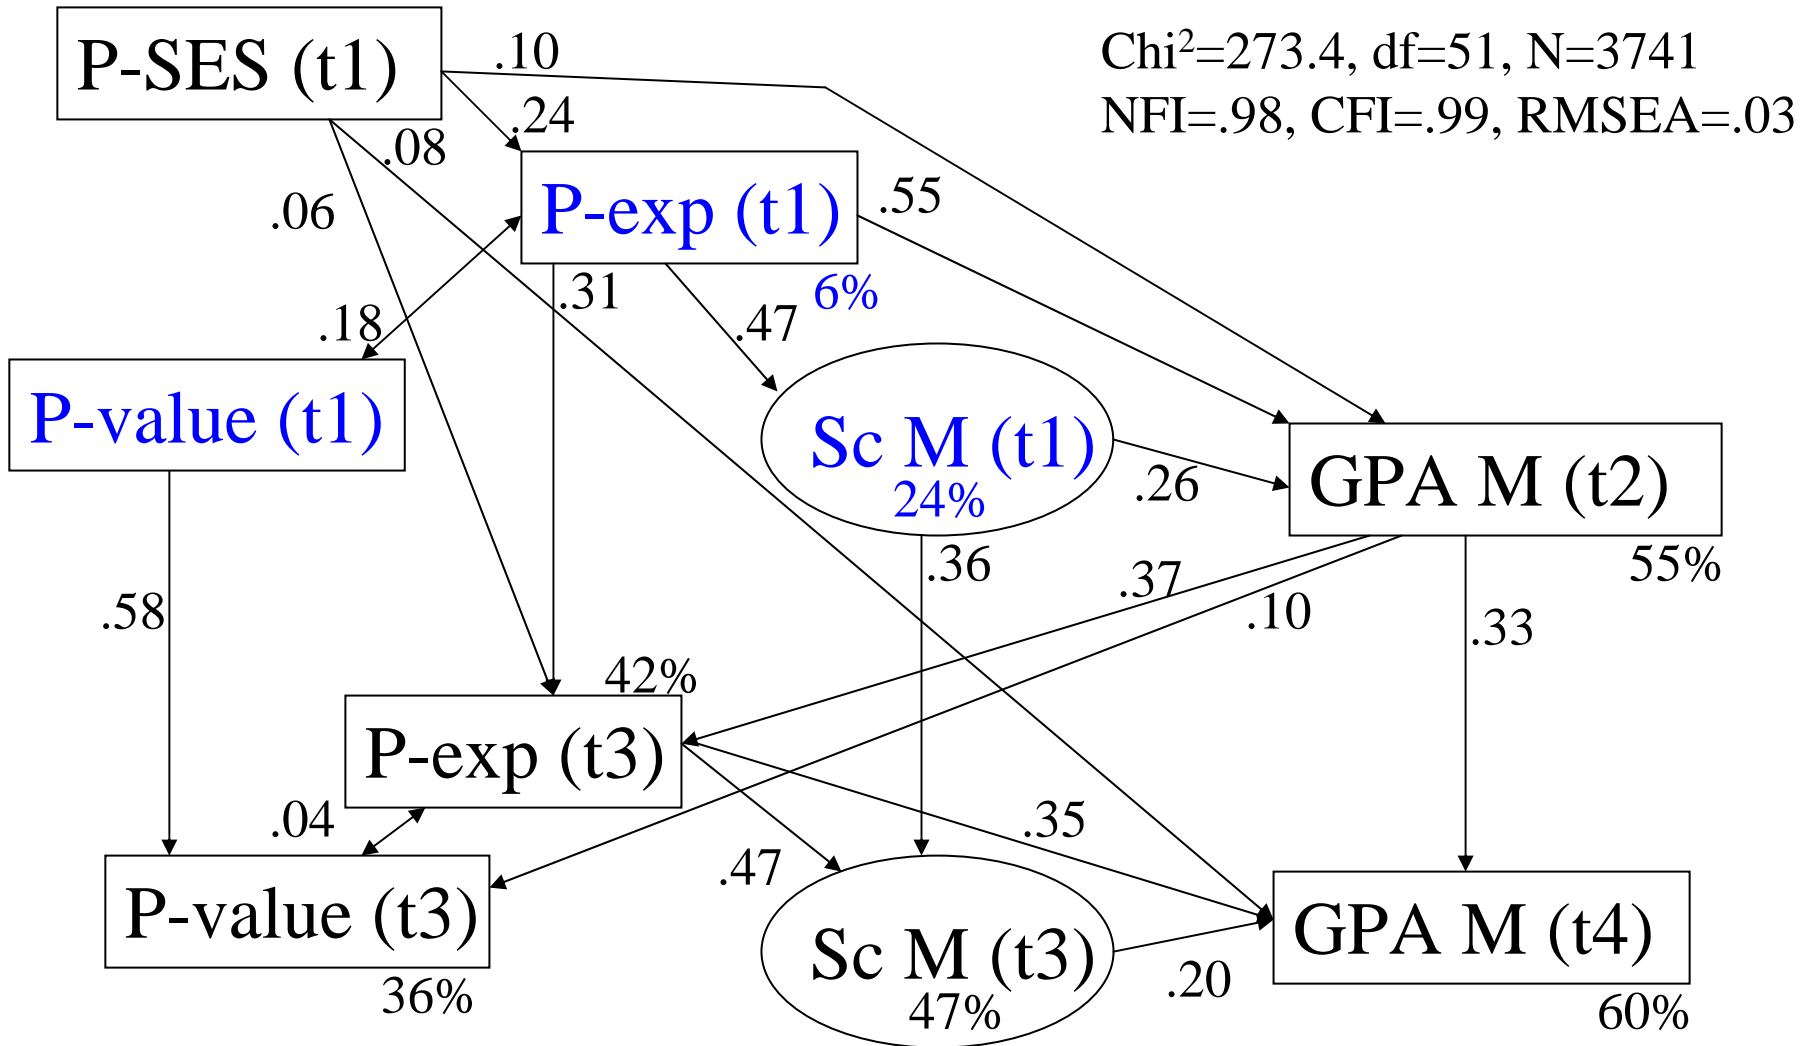 P-SES (t1)
.10
Chi²=273.4, df=51, N=3741
NFI=.98, CFI=.99, RMSEA=.03
.24
.08
.06
P-exp (t1)
.55
6%
.31
.18
.47
P-value (t1)
Sc M (t1)
24%
.26
GPA M (t2)
55%
.36
.37
.10
.58
.33
42%
P-exp (t3)
.04
.35
.47
P-value (t3)
36%
Sc M (t3)
47%
.20
GPA M (t4)
60%